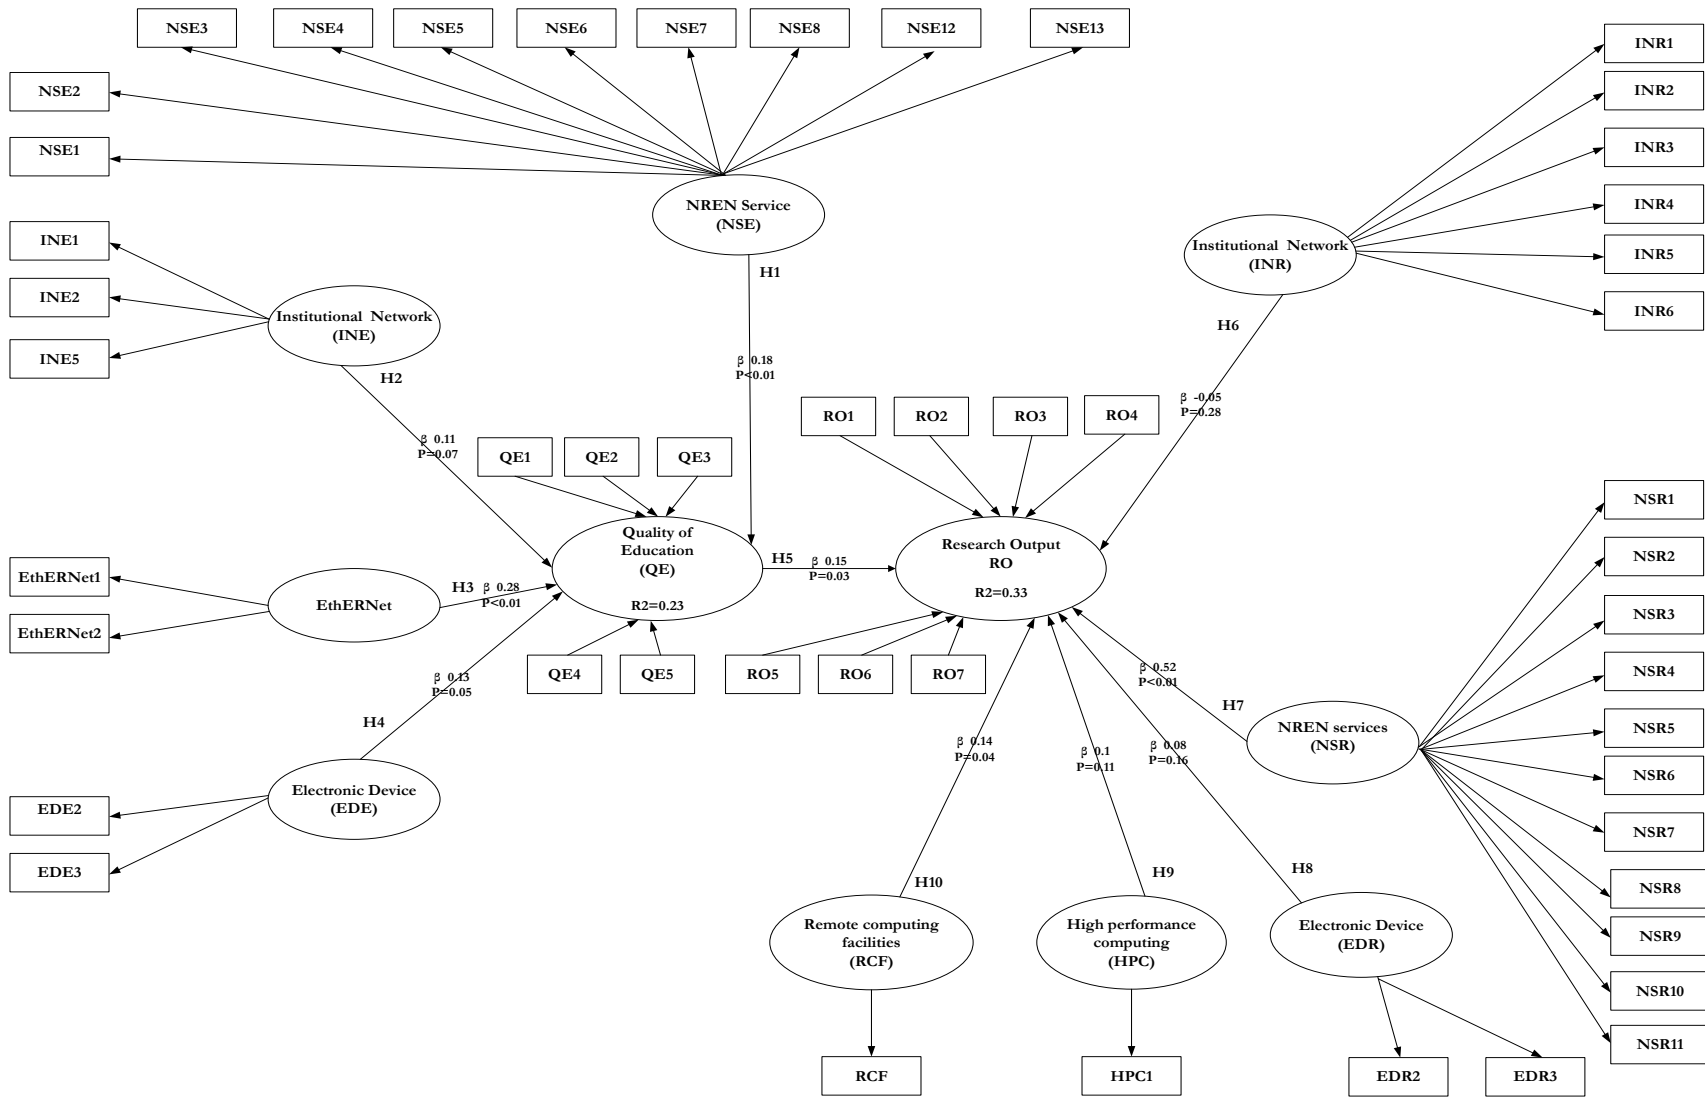 NSE3
NSE4
NSE5
NSE6
NSE7
NSE8
NSE12
NSE13
NSE2
NSE1
NREN Service
(NSE)
H1
INR1
INR2
INR3
INR4
INR5
INR6
Institutional Network
(INR)
H6
INE1
INE2
INE5
Institutional Network
(INE)
H2
β 0.18
P<0.01
β -0.05
P=0.28
β 0.11
P=0.07
QE1
QE2
QE3
RO1
RO2
RO3
RO4
Quality of
Education
(QE)
R2=0.23
H5
β 0.15
P=0.03
Research Output
RO
R2=0.33
EthERNet1
EthERNet2
EthERNet
H3
β 0.28
P<0.01
QE4
QE5
RO5
RO6
RO7
β 0.13
P=0.05
H4
Electronic Device
(EDE)
EDE2
EDE3
β 0.52
P<0.01
H7
NREN services
(NSR)
NSR1
NSR2
NSR3
NSR4
NSR5
NSR6
NSR7
NSR8
NSR9
NSR10
NSR11
β 0.14
P=0.04
β 0.1
P=0.11
β 0.08
P=0.16
H10
H9
H8
Remote computing
facilities
(RCF)
High performance
computing
(HPC)
Electronic Device
(EDR)
RCF
HPC1
EDR2
EDR3